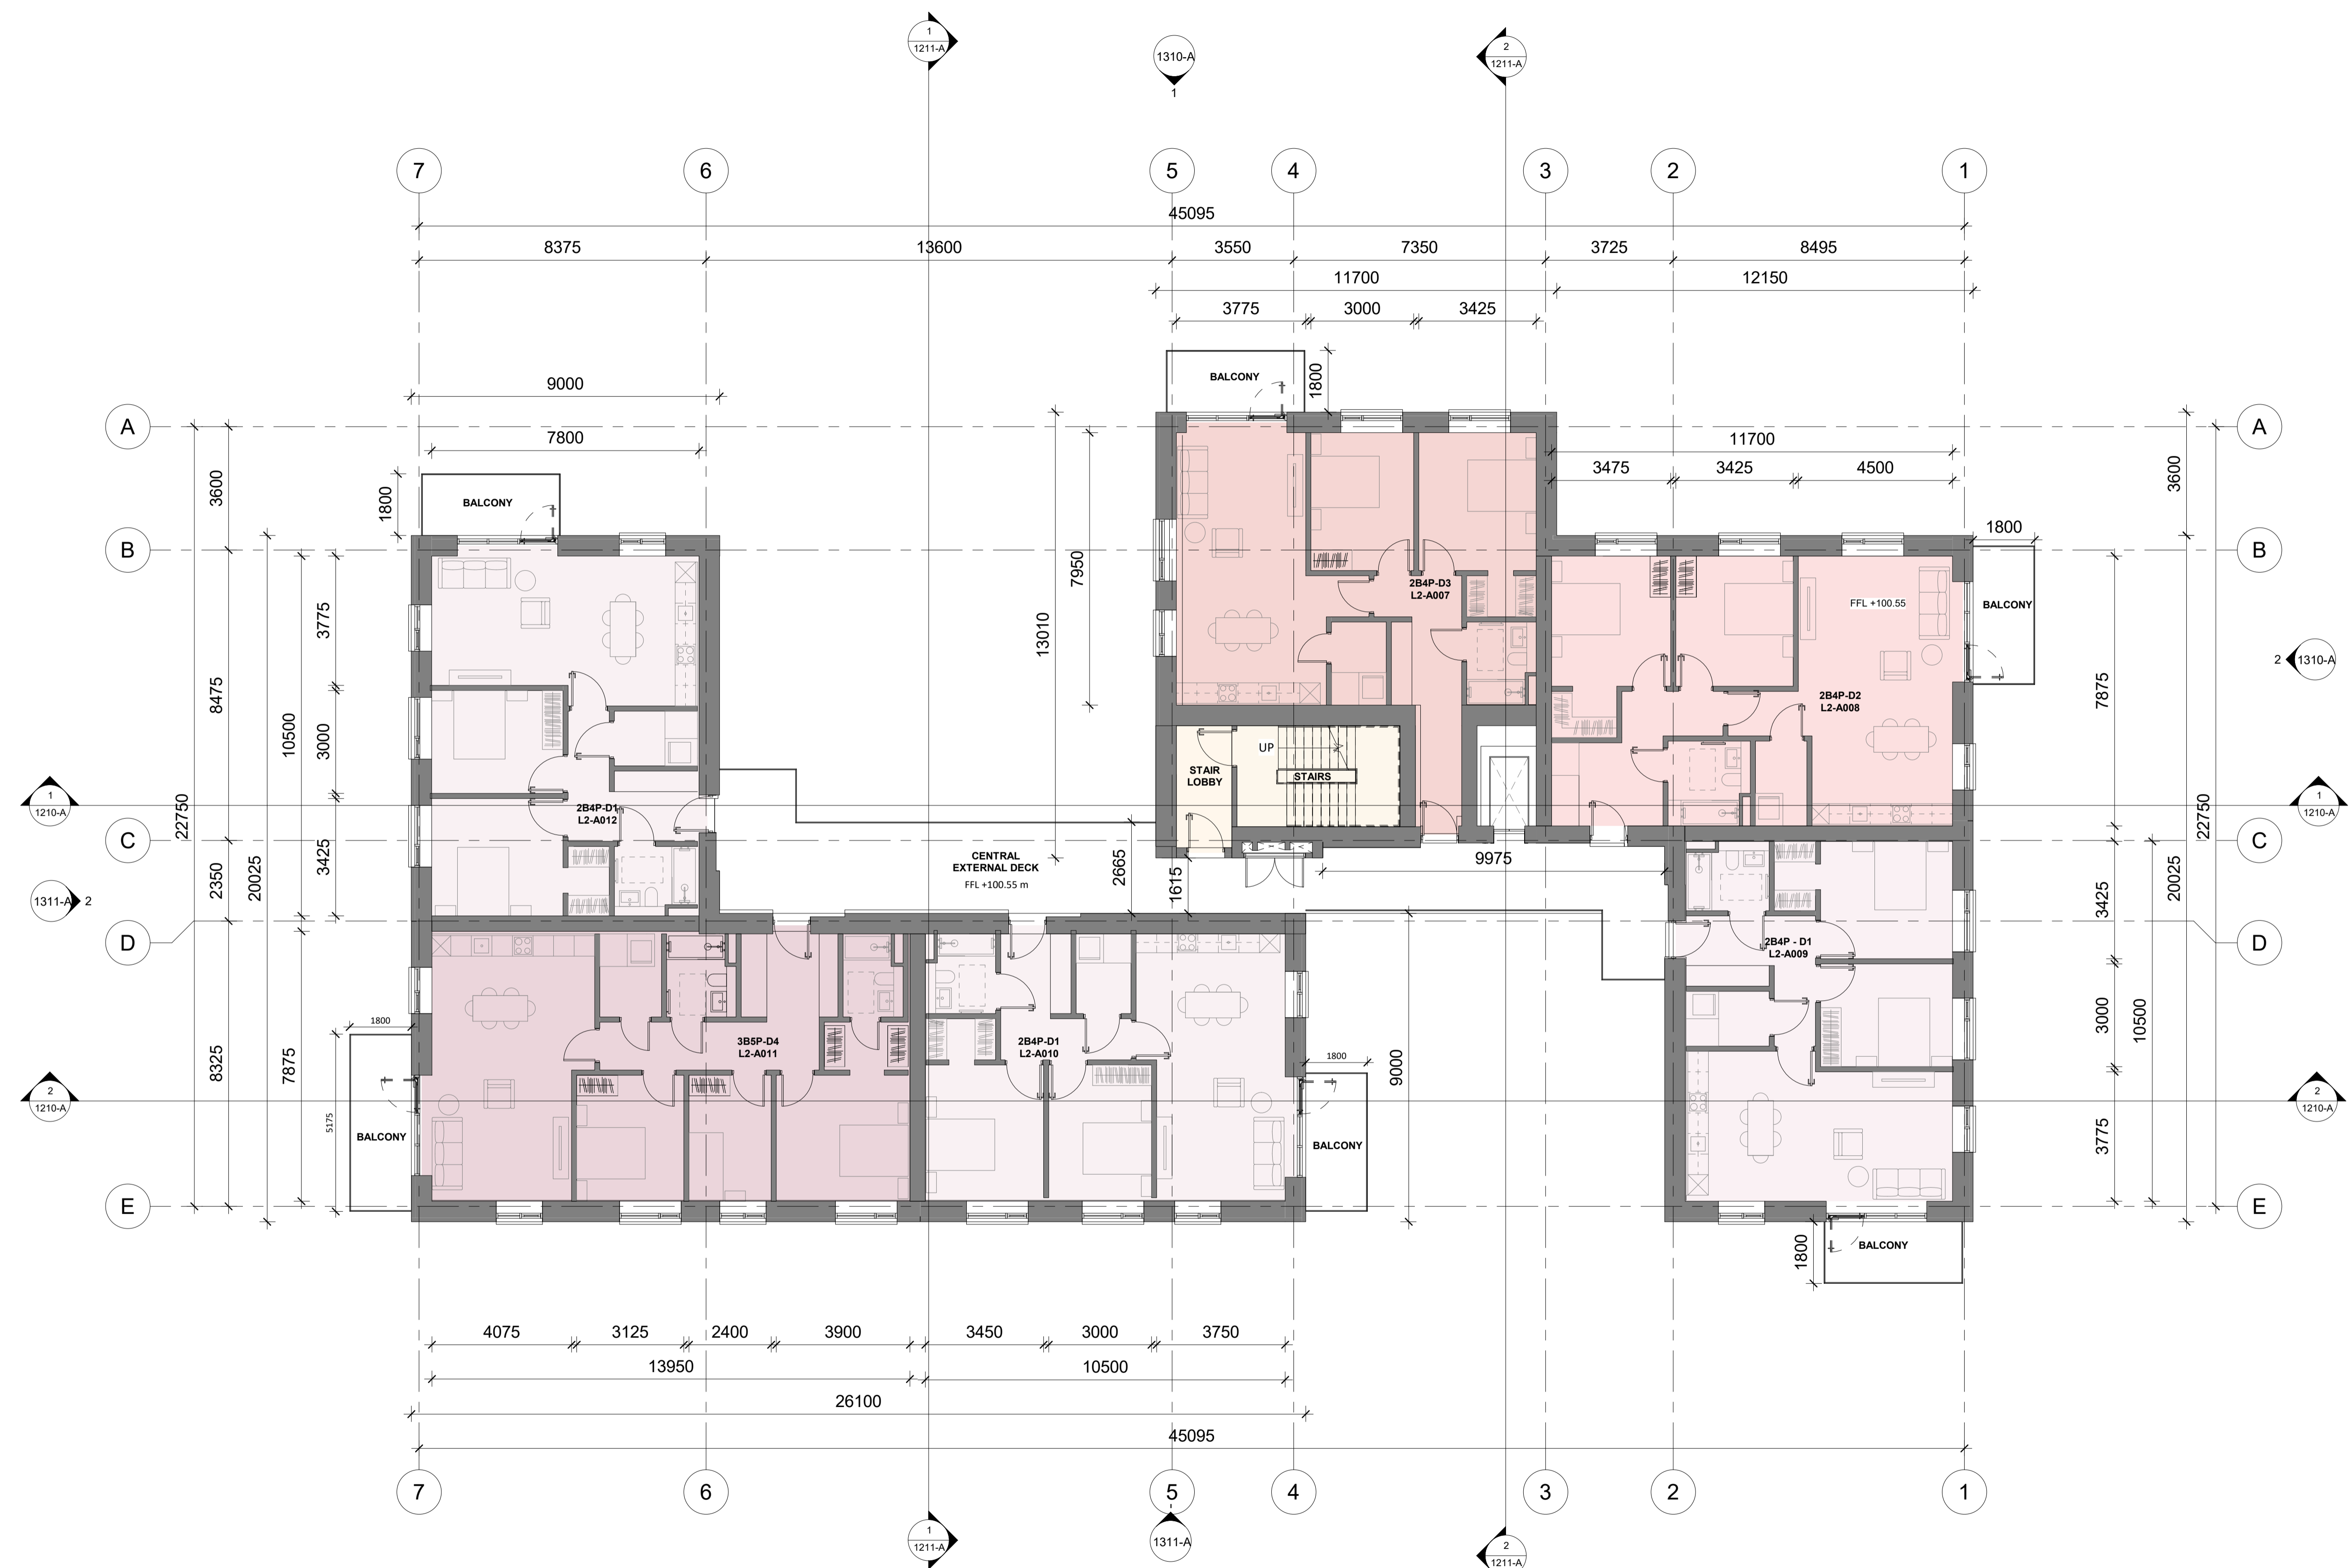 1
1211-A
1310-A
1
2
1211-A
7
6
5
4
3
2
1
45095
8375
13600
3550
7350
3725
8495
11700
12150
3775
3000
3425
BALCONY
1800
9000
7800
A
A
11700
3475
3425
4500
3600
3600
1800
BALCONY
1800
B
B
7950
13010
2B4P-D3
L2-A007
FFL +100.55
BALCONY
3775
8475
10500
3000
2B4P-D2
L2-A008
7875
2
1310-A
UP
STAIRS
STAIR
LOBBY
1
1210-A
22750
2B4P-D1
L2-A012
3425
1
1210-A
22750
C
C
2350
20025
CENTRAL
EXTERNAL DECK
FFL +100.55 m
2665
1615
9975
3425
20025
1311-A
2
D
D
2B4P - D1
L2-A009
3000
10500
1800
8325
7875
3B5P-D4
L2-A011
2B4P-D1
L2-A010
1800
9000
2
1210-A
2
1210-A
5175
BALCONY
BALCONY
3775
E
E
1800
BALCONY
4075
3125
2400
3900
3450
3000
3750
13950
10500
26100
45095
7
6
5
4
3
2
1
1
1211-A
1311-A
2
1211-A